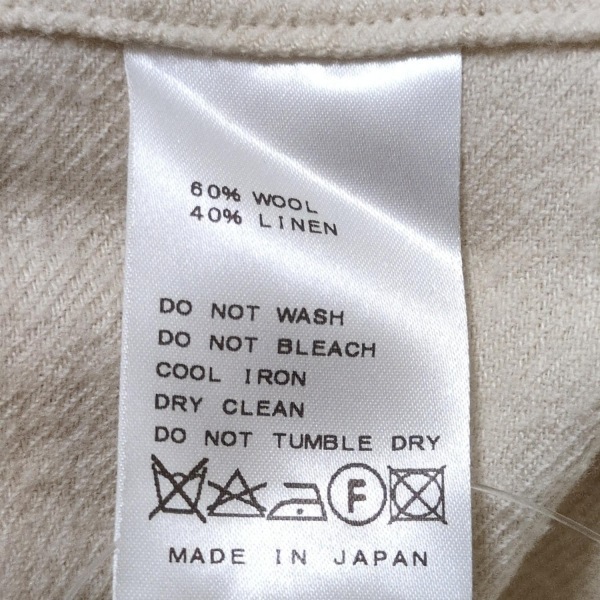 60% WOOL
40% LINEN
DO NOT WASH
DO NOT BLEACH
COOL IRON
DRY CLEAN
DO NOT TUMBLE DRY
F
MADE IN JAPAN